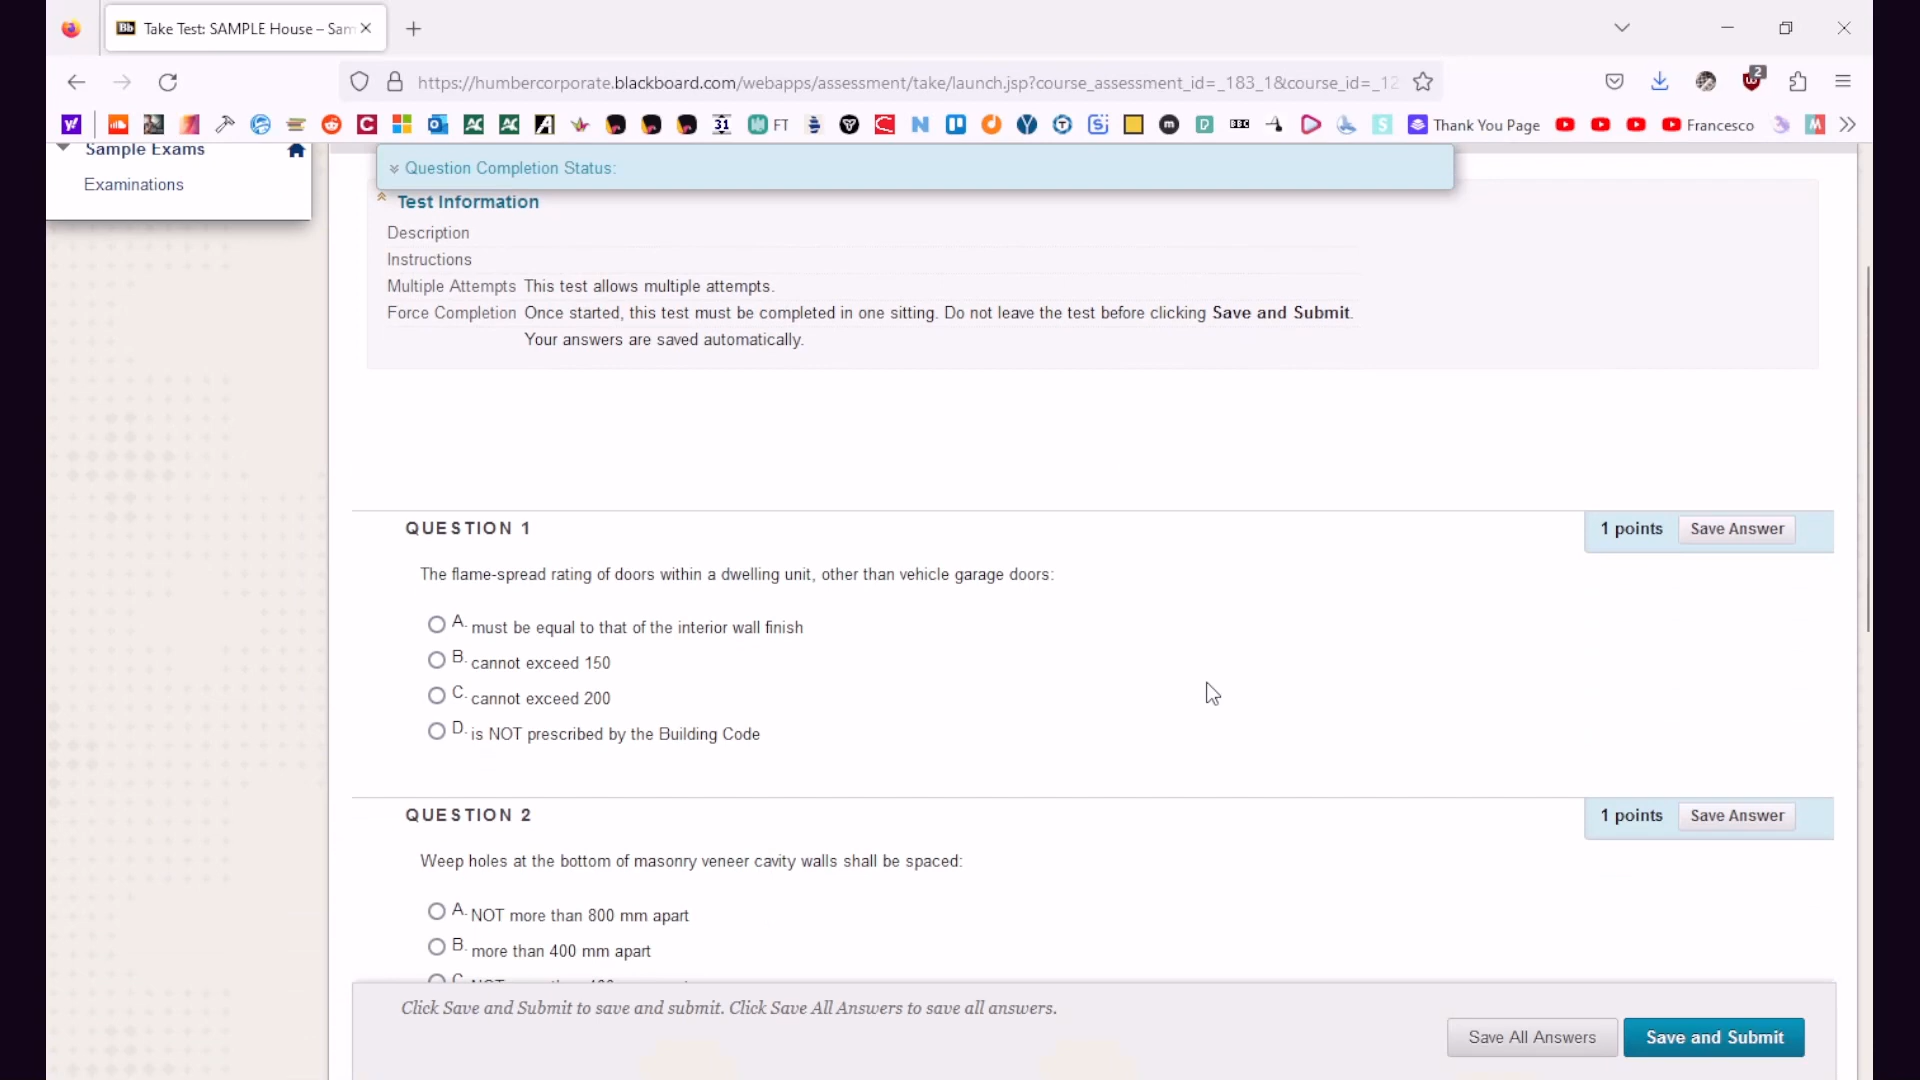 Take Test: SAMPLE House – Sam
https://humbercorporate.blackboard.com/webapps/assessment/take/launch.jsp?course_assessment_id=_183_1&course_id=_12
2
31
FT
BBC
Thank You Page
Francesco
Sample Exams
Examinations
Question Completion Status:
Test Information
Description
Instructions
Multiple Attempts This test allows multiple attempts.
Force Completion Once started, this test must be completed in one sitting. Do not leave the test before clicking Save and Submit.
Your answers are saved automatically.
QUESTION 1
1 points Save Answer
The flame-spread rating of doors within a dwelling unit, other than vehicle garage doors:
A. must be equal to that of the interior wall finish
B. cannot exceed 150
C. cannot exceed 200
D. is NOT prescribed by the Building Code
QUESTION 2
1 points Save Answer
Weep holes at the bottom of masonry veneer cavity walls shall be spaced:
A. NOT more than 800 mm apart
B. more than 400 mm apart
Click Save and Submit to save and submit. Click Save All Answers to save all answers.
Save All Answers Save and Submit